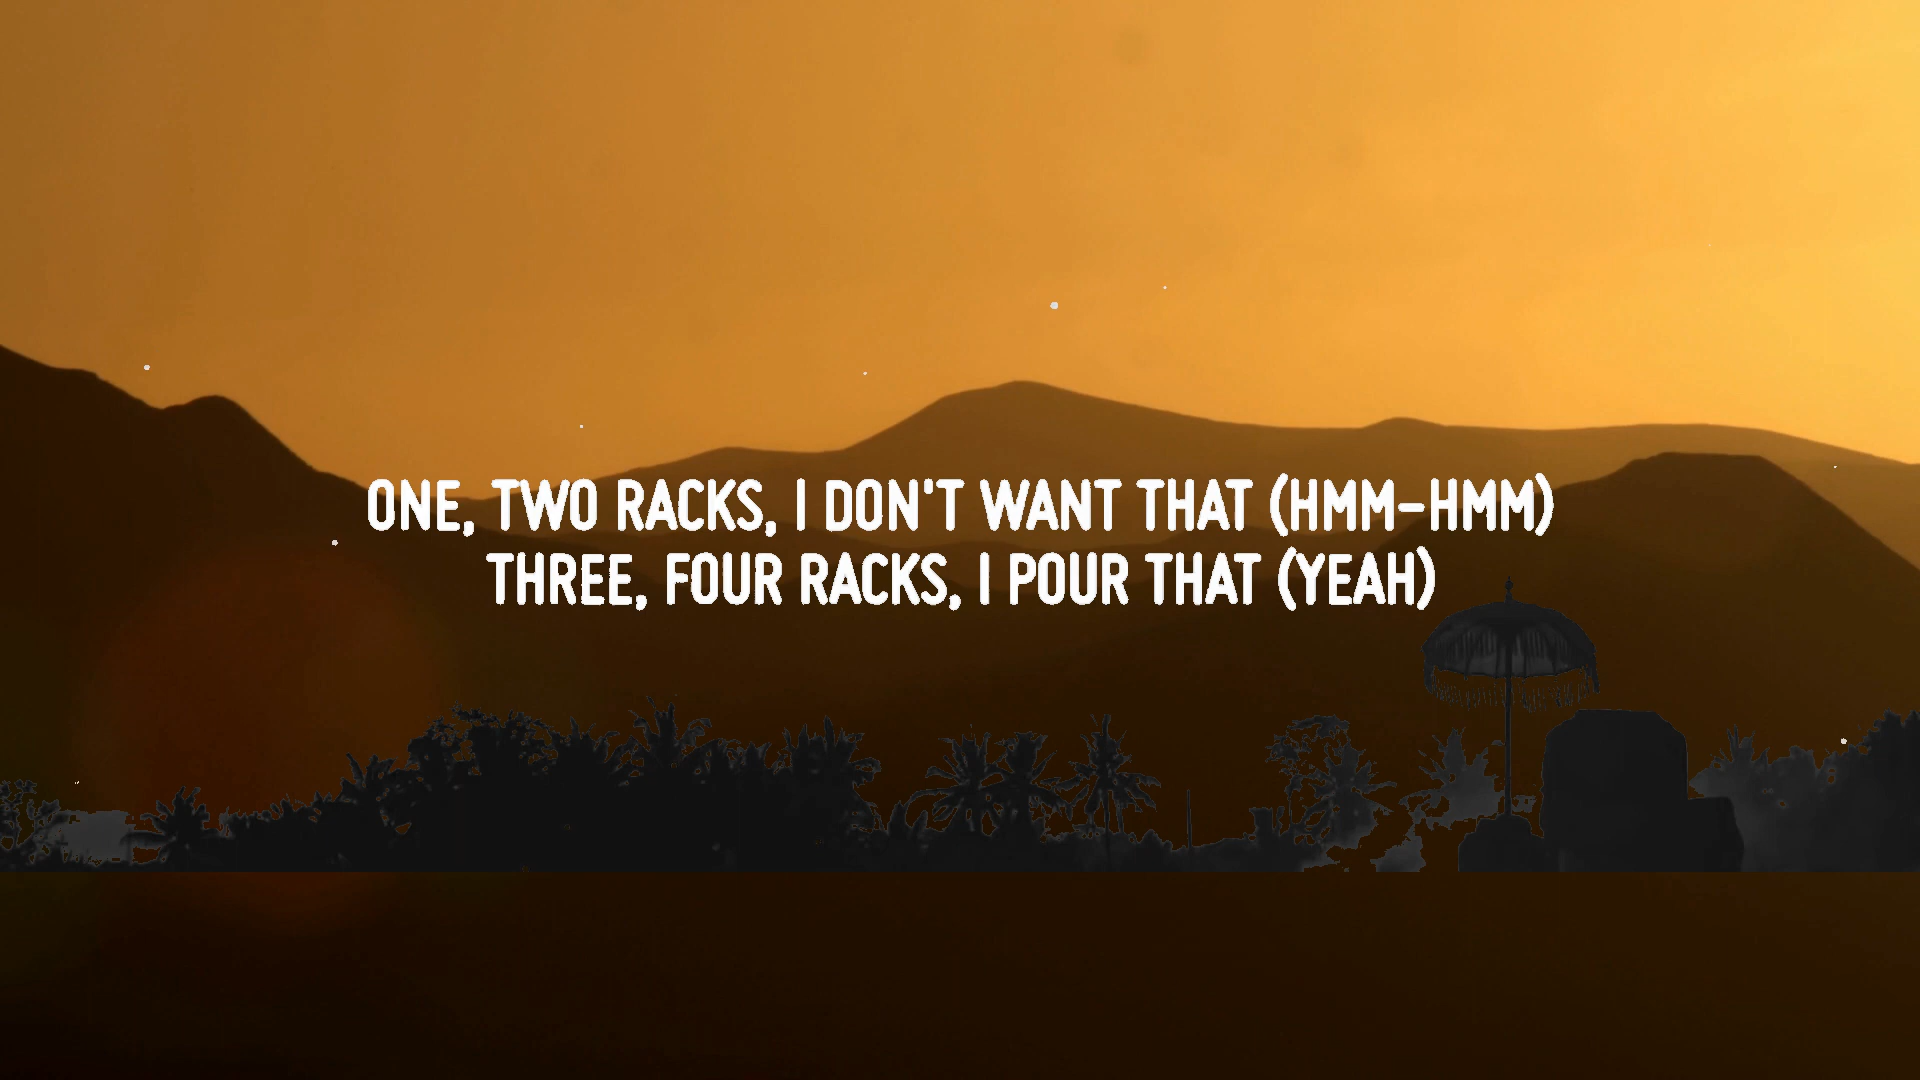 ONE, TWO RACKS, I DON'T WANT THAT (HMM-HMM)
THREE, FOUR RACKS, I POUR THAT (YEAH)